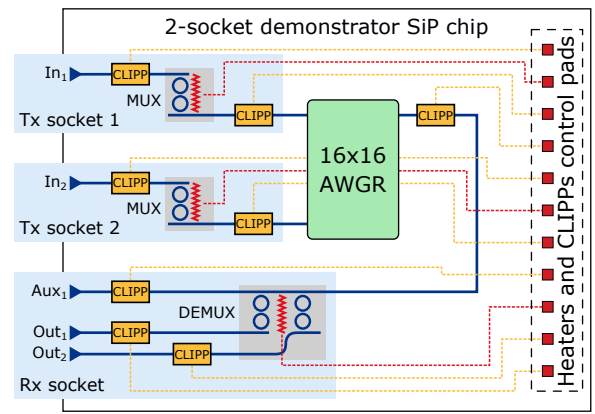 2-socket demonstrator SiP chip
In₁
CLIPP
MUX
CLIPP
Tx socket 1
CLIPP
16x16
AWGR
In₂
CLIPP
MUX
CLIPP
Tx socket 2
Aux₁
CLIPP
DEMUX
Out₁
CLIPP
Out₂
CLIPP
Rx socket
Heaters and CLIPPs control pads